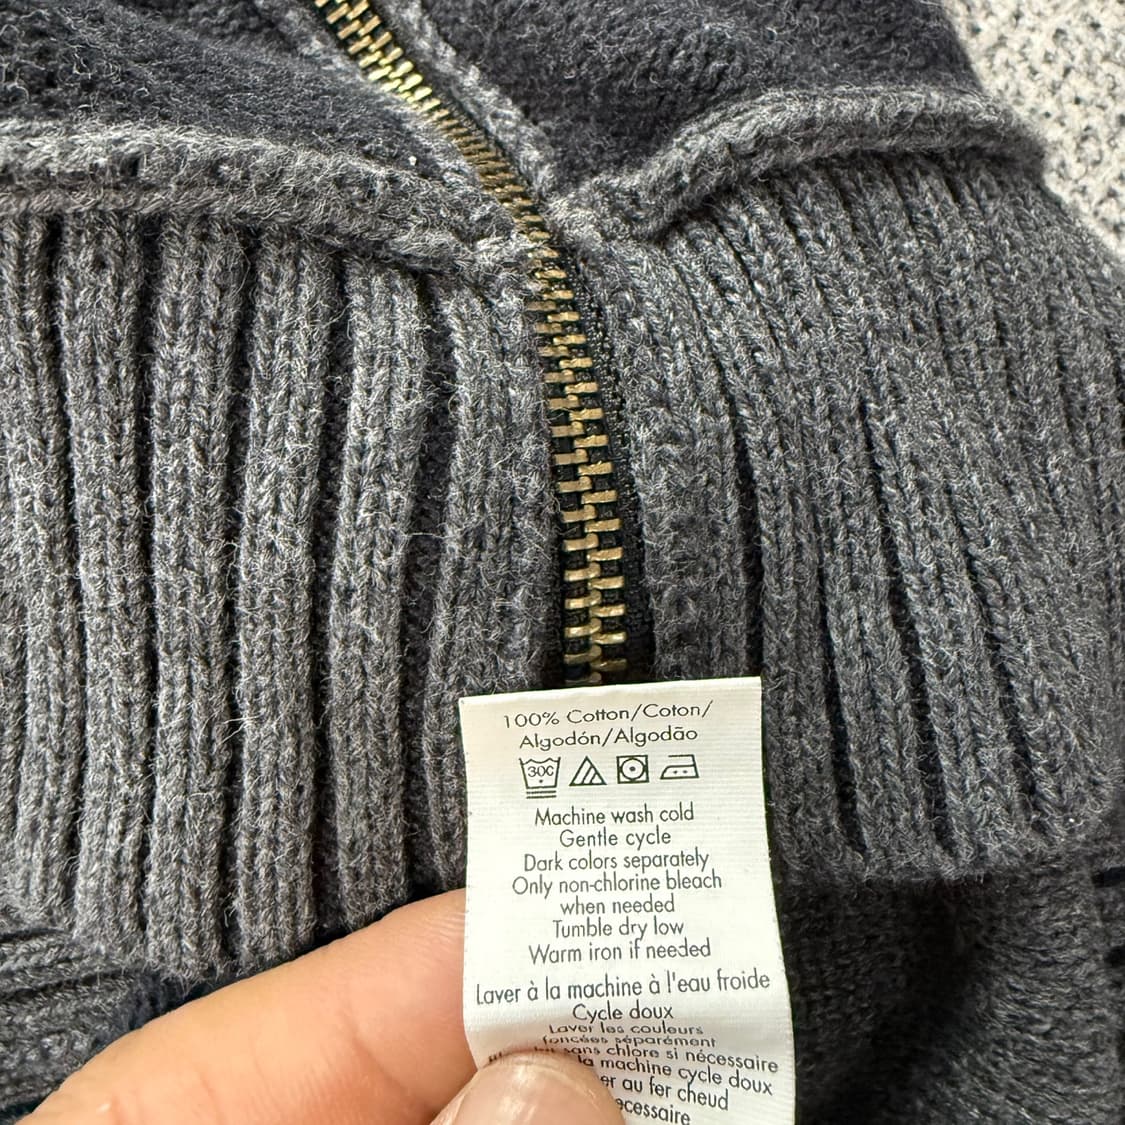 100% Cotton/Coton/
Algodón/Algodão
30C
Machine wash cold
Gentle cycle
Dark colors separately
Only non-chlorine bleach
when needed
Tumble dry low
Warm iron if needed
Laver à la machine à l'eau froide
Cycle doux
Laver les couleurs
foncées séparément
sans chlore si nécessaire
la machine cycle doux
au fer chaud